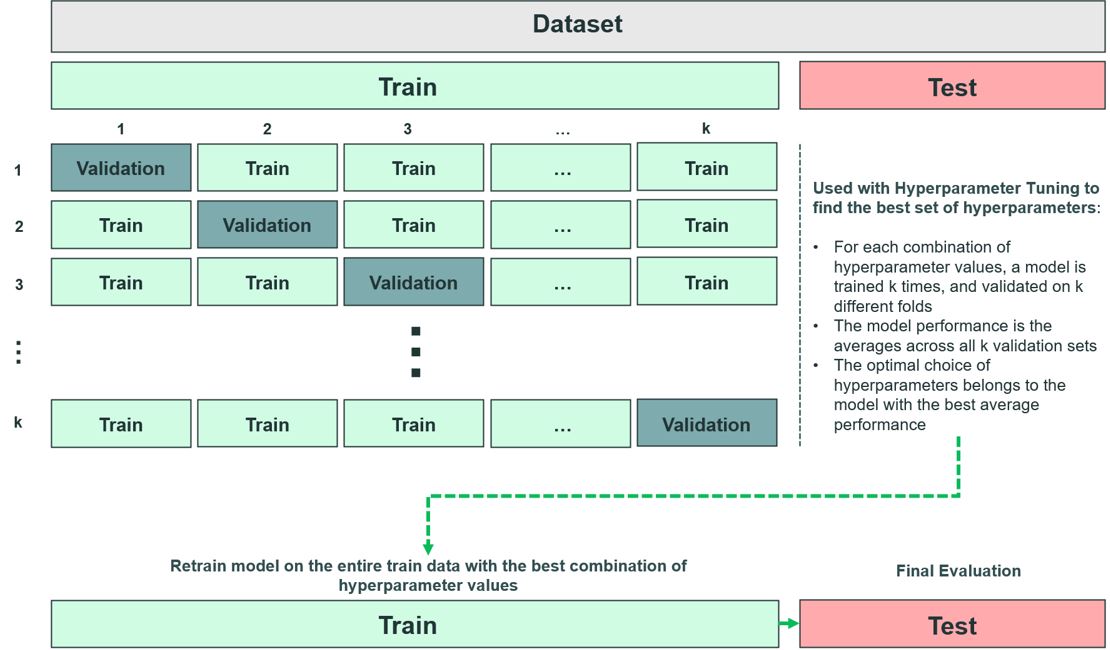 Dataset
Train Test
1 2 3 ... k
1 Validation Train Train ... Train
2 Train Validation Train ... Train
3 Train Train Validation ... Train
⋮
k Train Train Train ... Validation
Used with Hyperparameter Tuning to
find the best set of hyperparameters:
• For each combination of
hyperparameter values, a model is
trained k times, and validated on k
different folds
• The model performance is the
averages across all k validation sets
• The optimal choice of
hyperparameters belongs to the
model with the best average
performance
Retrain model on the entire train data with the best combination of
hyperparameter values
Final Evaluation
Train Test